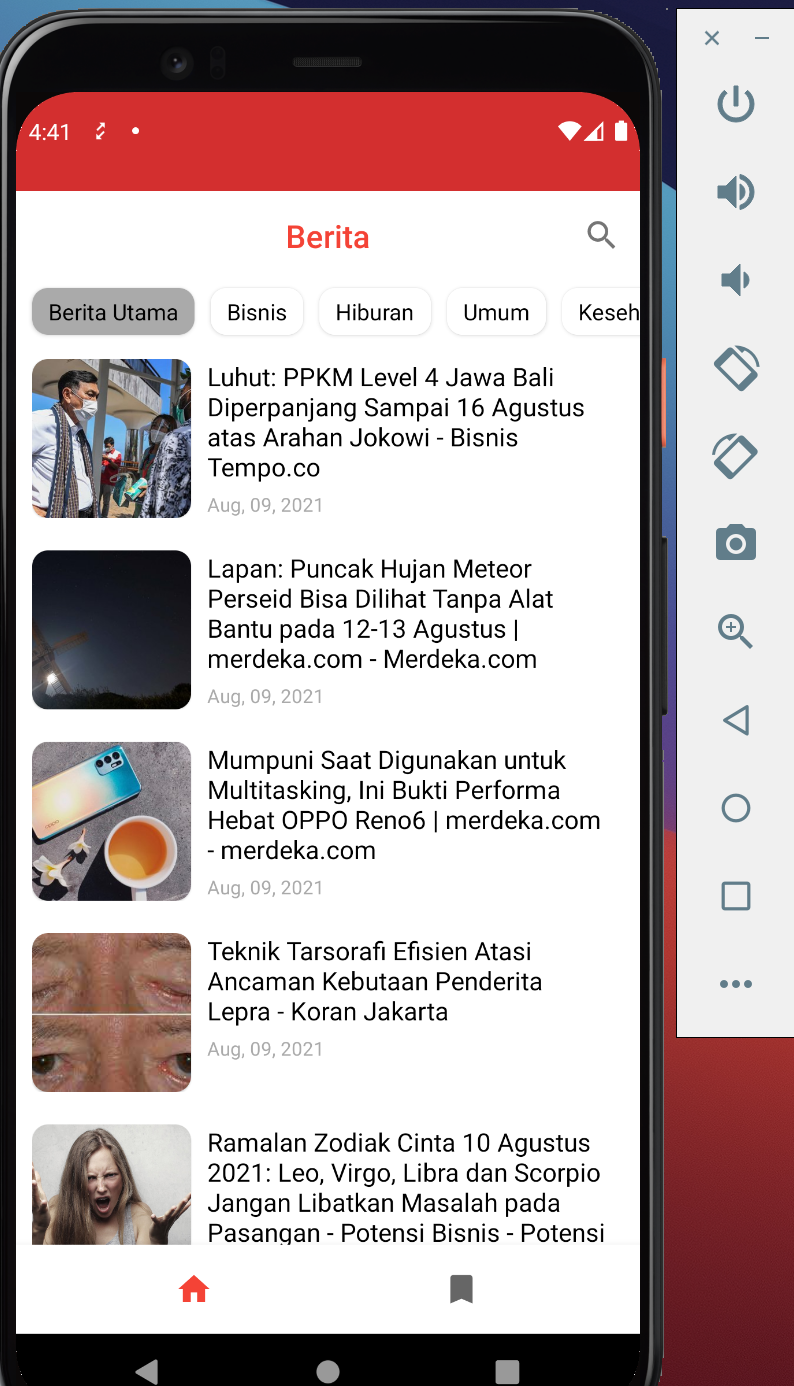 4:41
Berita
Berita Utama
Bisnis
Hiburan
Umum
Keseh
Luhut: PPKM Level 4 Jawa Bali
Diperpanjang Sampai 16 Agustus
atas Arahan Jokowi - Bisnis
Tempo.co
Aug, 09, 2021
Lapan: Puncak Hujan Meteor
Perseid Bisa Dilihat Tanpa Alat
Bantu pada 12-13 Agustus |
merdeka.com - Merdeka.com
Aug, 09, 2021
Mumpuni Saat Digunakan untuk
Multitasking, Ini Bukti Performa
Hebat OPPO Reno6 | merdeka.com
- merdeka.com
Aug, 09, 2021
Teknik Tarsorafi Efisien Atasi
Ancaman Kebutaan Penderita
Lepra - Koran Jakarta
Aug, 09, 2021
Ramalan Zodiak Cinta 10 Agustus
2021: Leo, Virgo, Libra dan Scorpio
Jangan Libatkan Masalah pada
Pasangan - Potensi Bisnis - Potensi